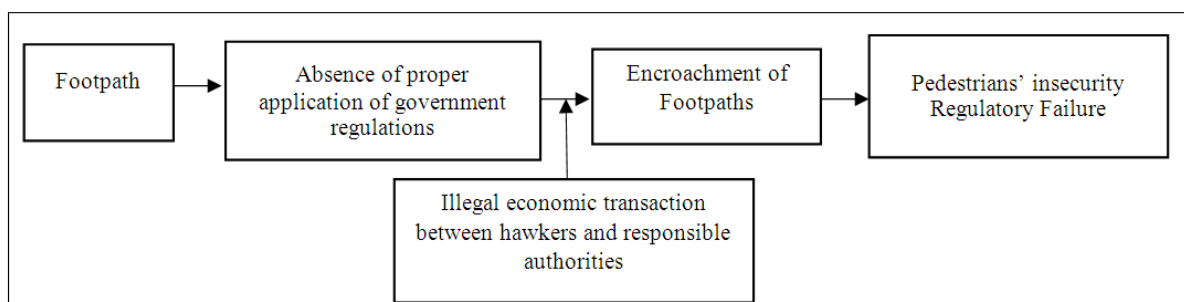 Footpath
Absence of proper
application of government
regulations
Encroachment of
Footpaths
Pedestrians’ insecurity
Regulatory Failure
Illegal economic transaction
between hawkers and responsible
authorities